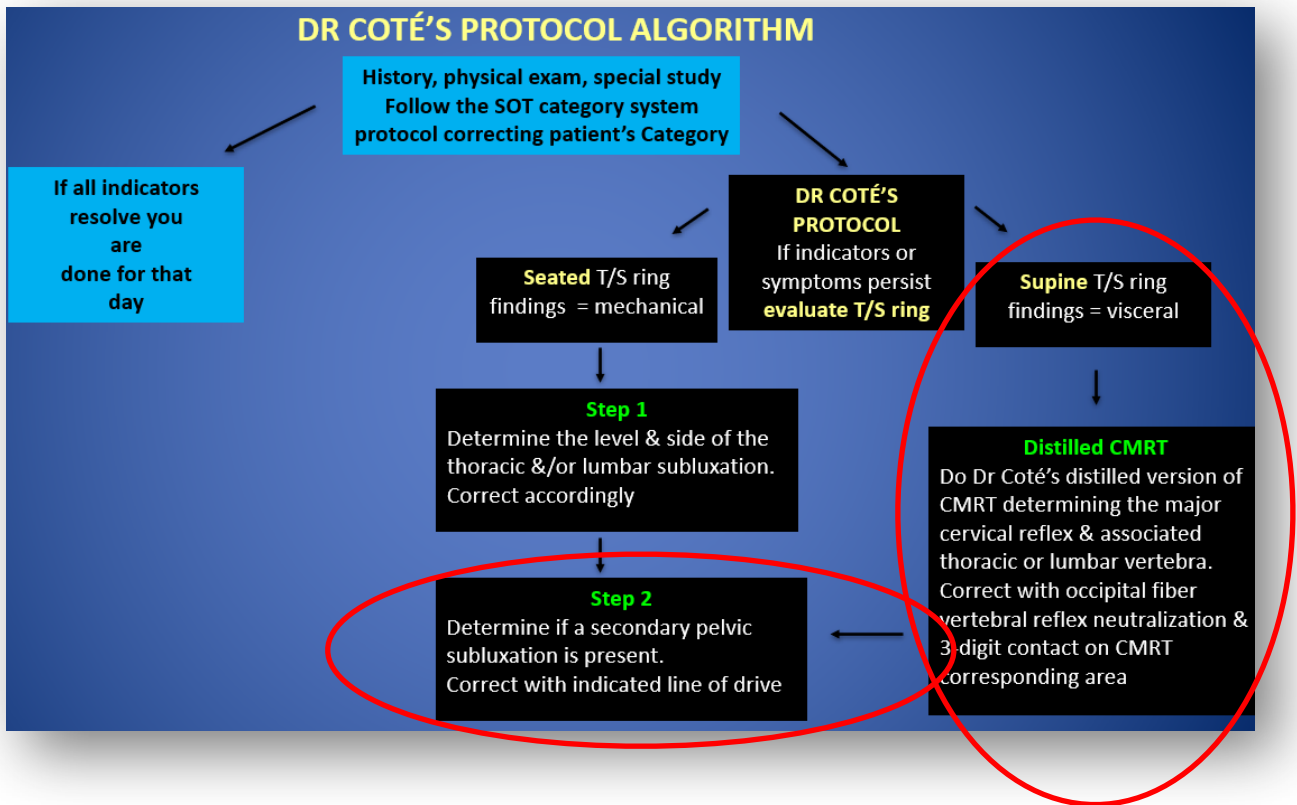 DR COTÉ’S PROTOCOL ALGORITHM
History, physical exam, special study
Follow the SOT category system
protocol correcting patient’s Category
If all indicators
resolve you
are
done for that
day
DR COTÉ’S
PROTOCOL
If indicators or
symptoms persist
evaluate T/S ring
Seated T/S ring
findings = mechanical
Supine T/S ring
findings = visceral
Step 1
Determine the level & side of the
thoracic &/or lumbar subluxation.
Correct accordingly
Distilled CMRT
Do Dr Coté’s distilled version of
CMRT determining the major
cervical reflex & associated
thoracic or lumbar vertebra.
Correct with occipital fiber
vertebral reflex neutralization &
3-digit contact on CMRT
corresponding area
Step 2
Determine if a secondary pelvic
subluxation is present.
Correct with indicated line of drive